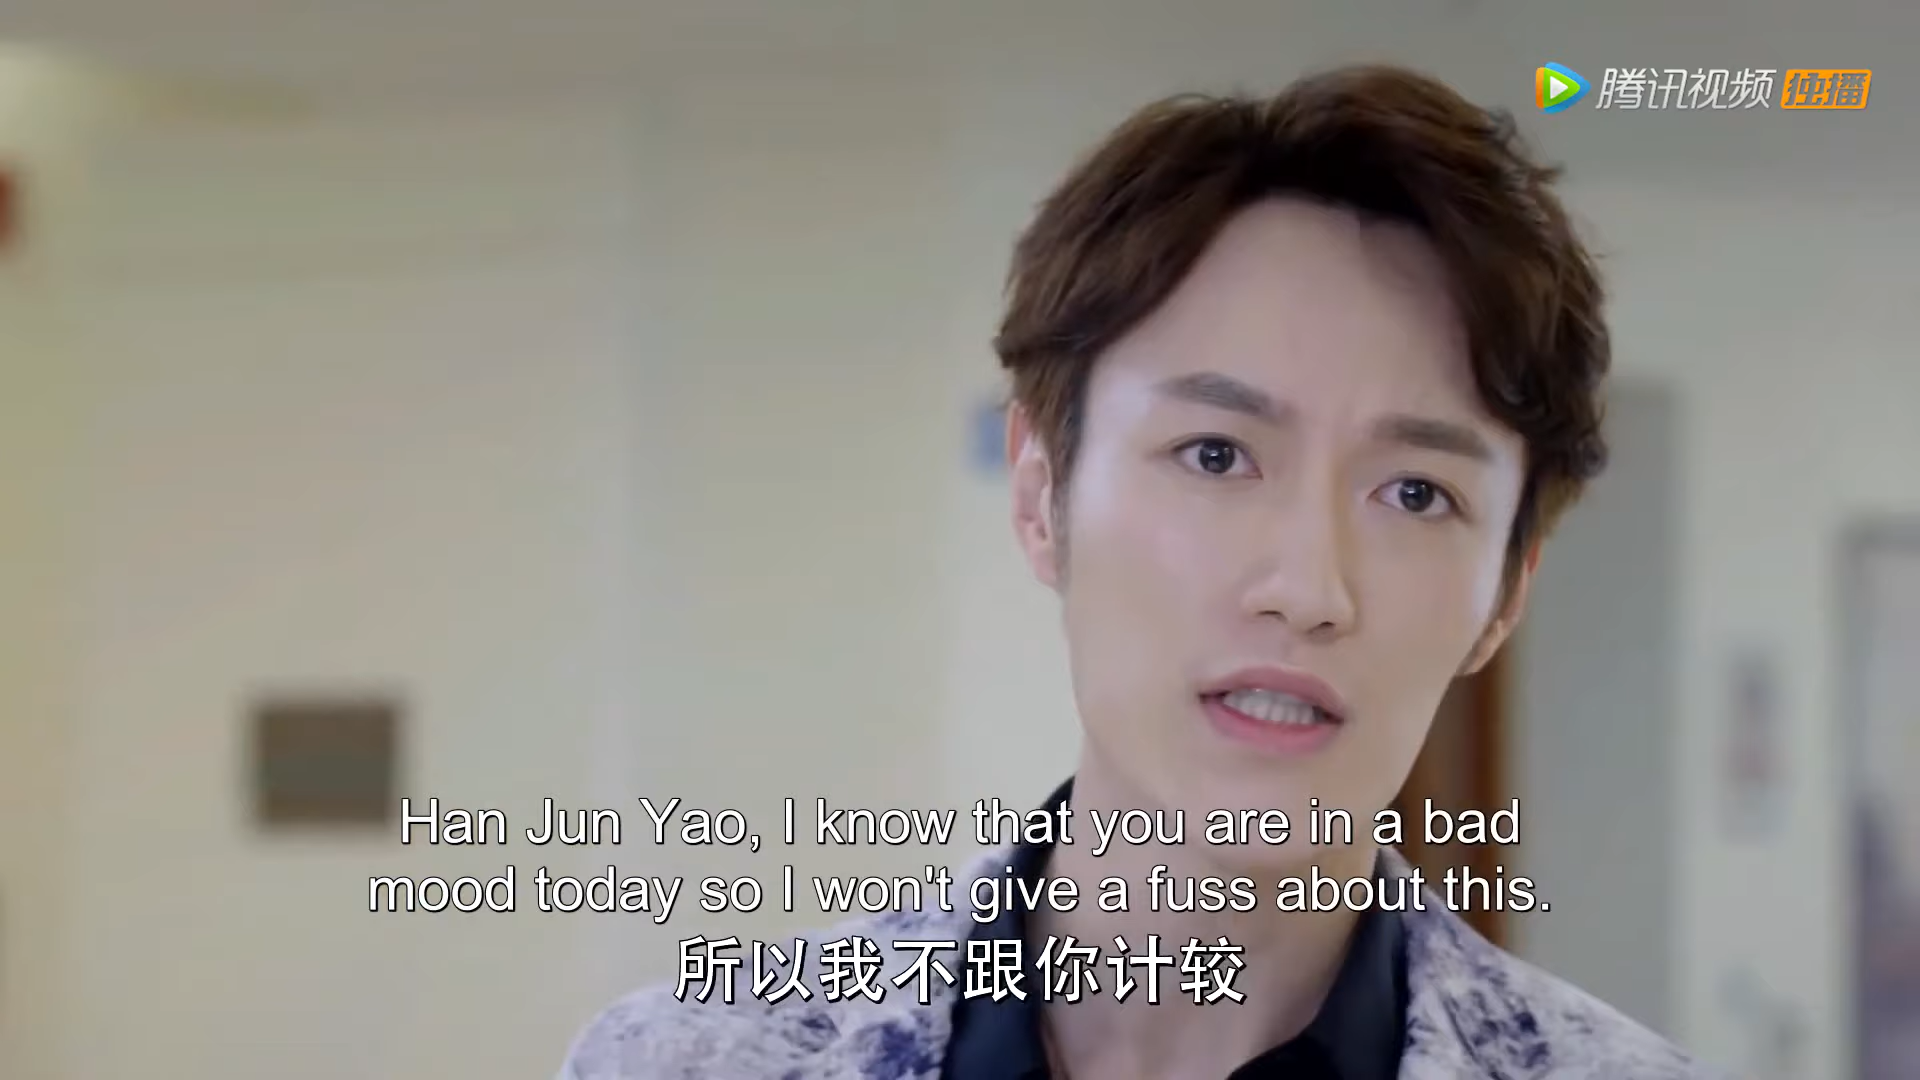 腾讯视频 独播
Han Jun Yao, I know that you are in a bad
mood today so I won't give a fuss about this.
所以我不跟你计较